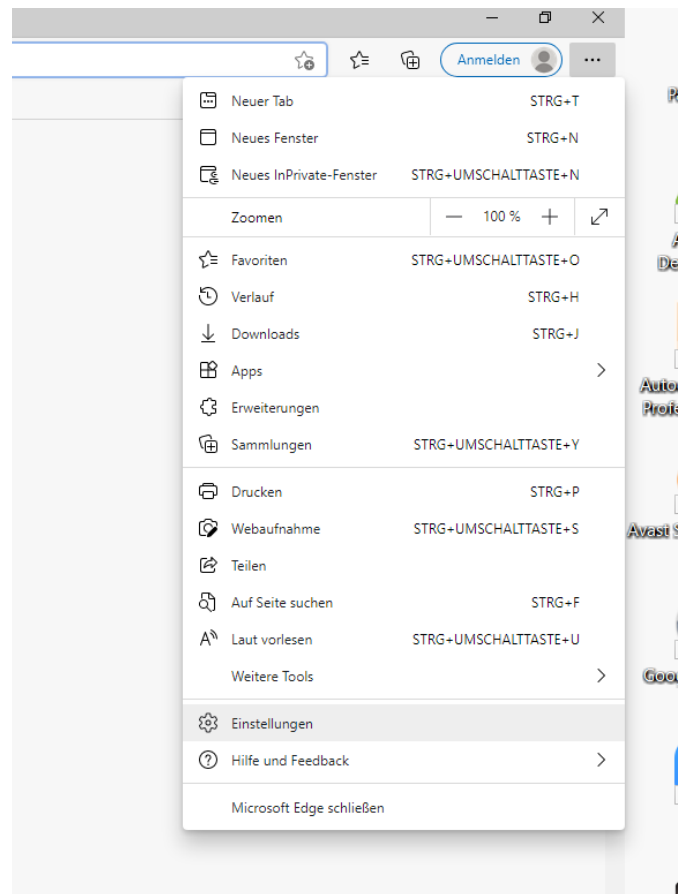 Anmelden
Neuer Tab STRG+T
Neues Fenster STRG+N
Neues InPrivate-Fenster STRG+UMSCHALTTASTE+N
Zoomen — 100 % +
Favoriten STRG+UMSCHALTTASTE+O
Verlauf STRG+H
Downloads STRG+J
Apps
Erweiterungen
Sammlungen STRG+UMSCHALTTASTE+Y
Drucken STRG+P
Webaufnahme STRG+UMSCHALTTASTE+S
Teilen
Auf Seite suchen STRG+F
Laut vorlesen STRG+UMSCHALTTASTE+U
Weitere Tools
Einstellungen
Hilfe und Feedback
Microsoft Edge schließen
Avast